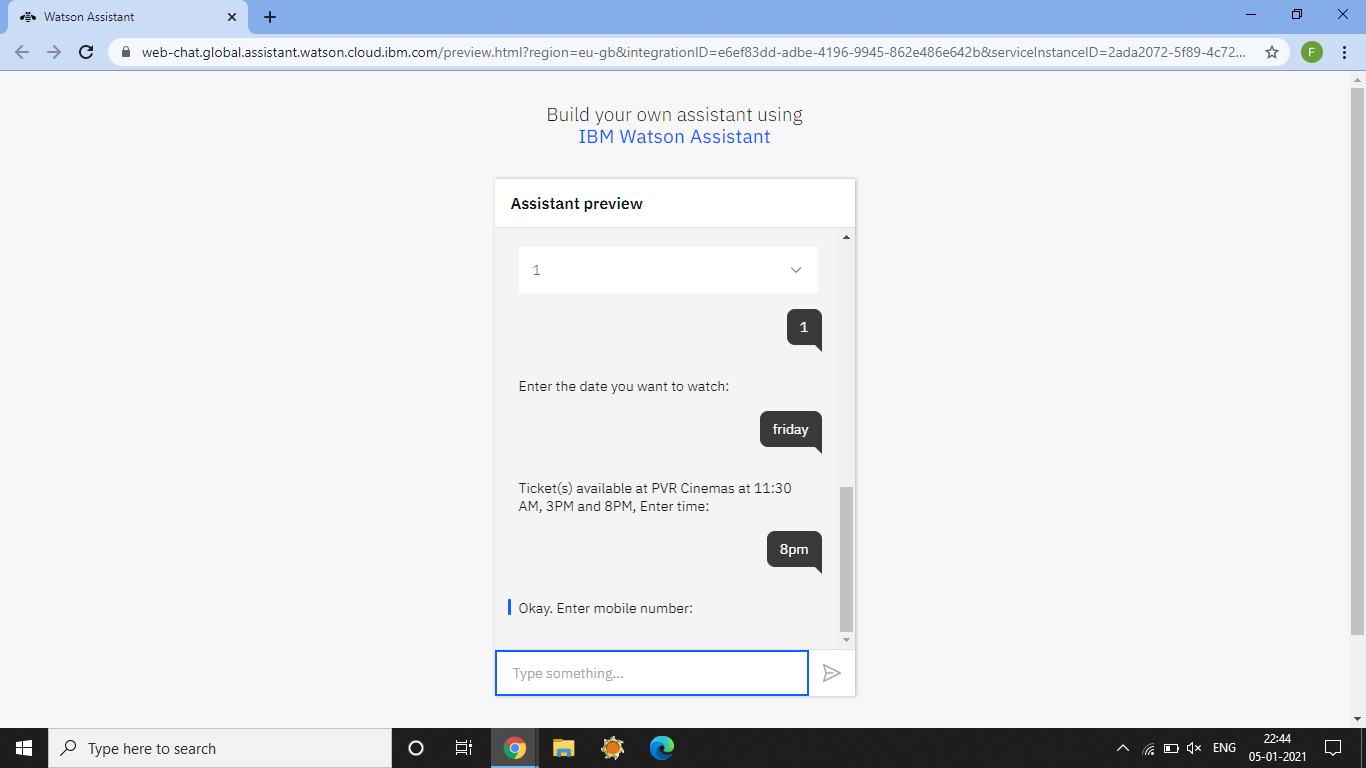 Watson Assistant
web-chat.global.assistant.watson.cloud.ibm.com/preview.html?region=eu-gb&integrationID=e6ef83dd-adbe-4196-9945-862e486e642b&serviceInstanceID=2ada2072-5f89-4c72...
F
Build your own assistant using
IBM Watson Assistant
Assistant preview
1
1
Enter the date you want to watch:
friday
Ticket(s) available at PVR Cinemas at 11:30
AM, 3PM and 8PM, Enter time:
8pm
Okay. Enter mobile number:
Type something...
Type here to search
ENG
22:44
05-01-2021